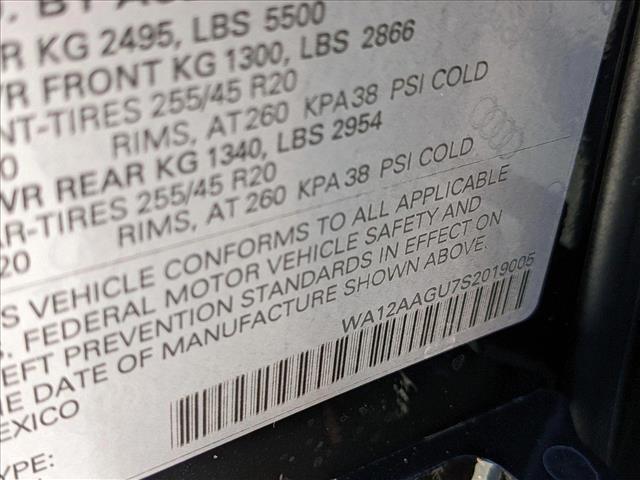 R KG 2495, LBS 5500
R FRONT KG 1300, LBS 2866
NT-TIRES 255/45 R20
0 RIMS, AT 260 KPA 38 PSI COLD
WR REAR KG 1340, LBS 2954
AR-TIRES 255/45 R20
20 RIMS, AT 260 KPA 38 PSI COLD
S VEHICLE CONFORMS TO ALL APPLICABLE
S. FEDERAL MOTOR VEHICLE SAFETY AND
EFT PREVENTION STANDARDS IN EFFECT ON
E DATE OF MANUFACTURE SHOWN ABOVE.
WA12AAGU7S2019005
EXICO
YPE: